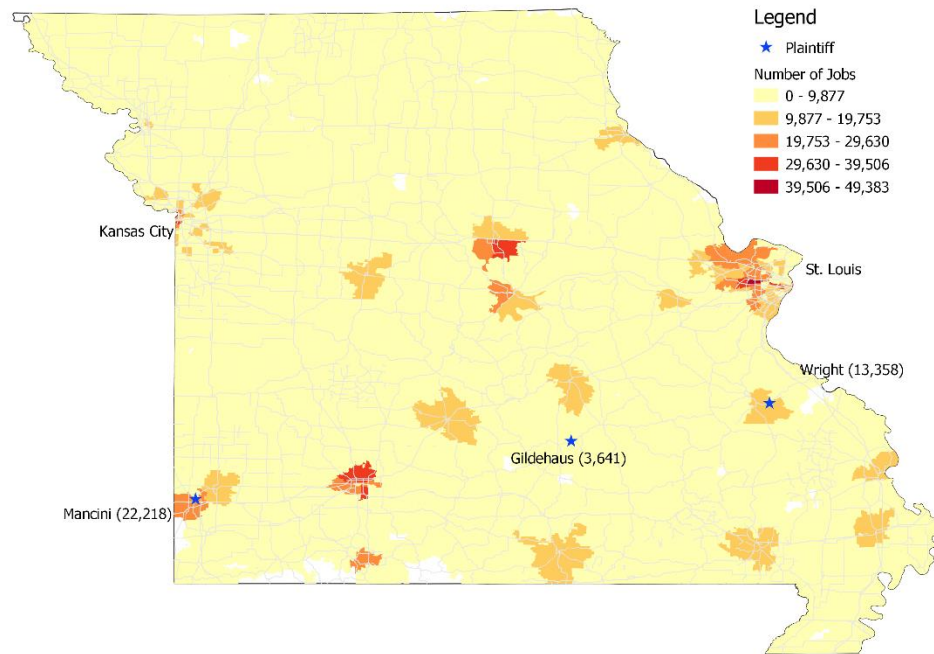 Legend
Plaintiff
Number of Jobs
0 - 9,877
9,877 - 19,753
19,753 - 29,630
29,630 - 39,506
39,506 - 49,383
Kansas City
St. Louis
Wright (13,358)
Gildehaus (3,641)
Mancini (22,218)